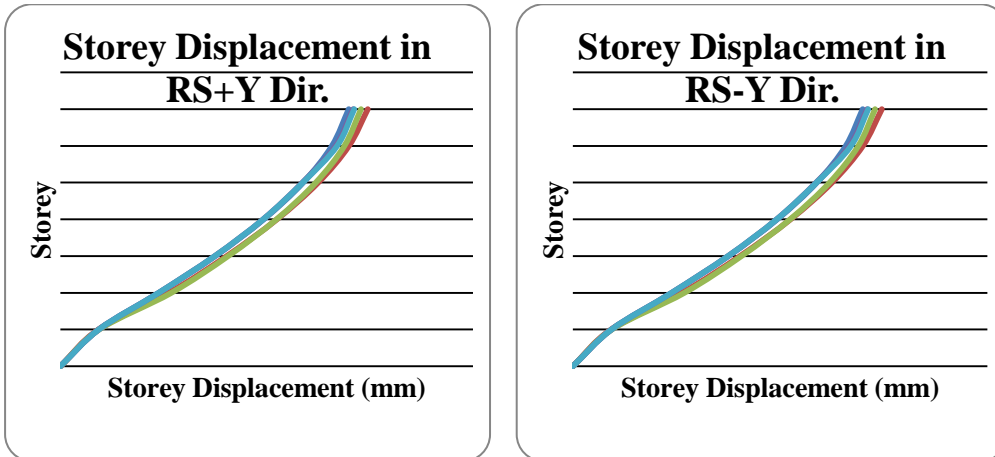 Storey Displacement in
RS+Y Dir.
Storey
Storey Displacement (mm)
Storey Displacement in
RS-Y Dir.
Storey
Storey Displacement (mm)